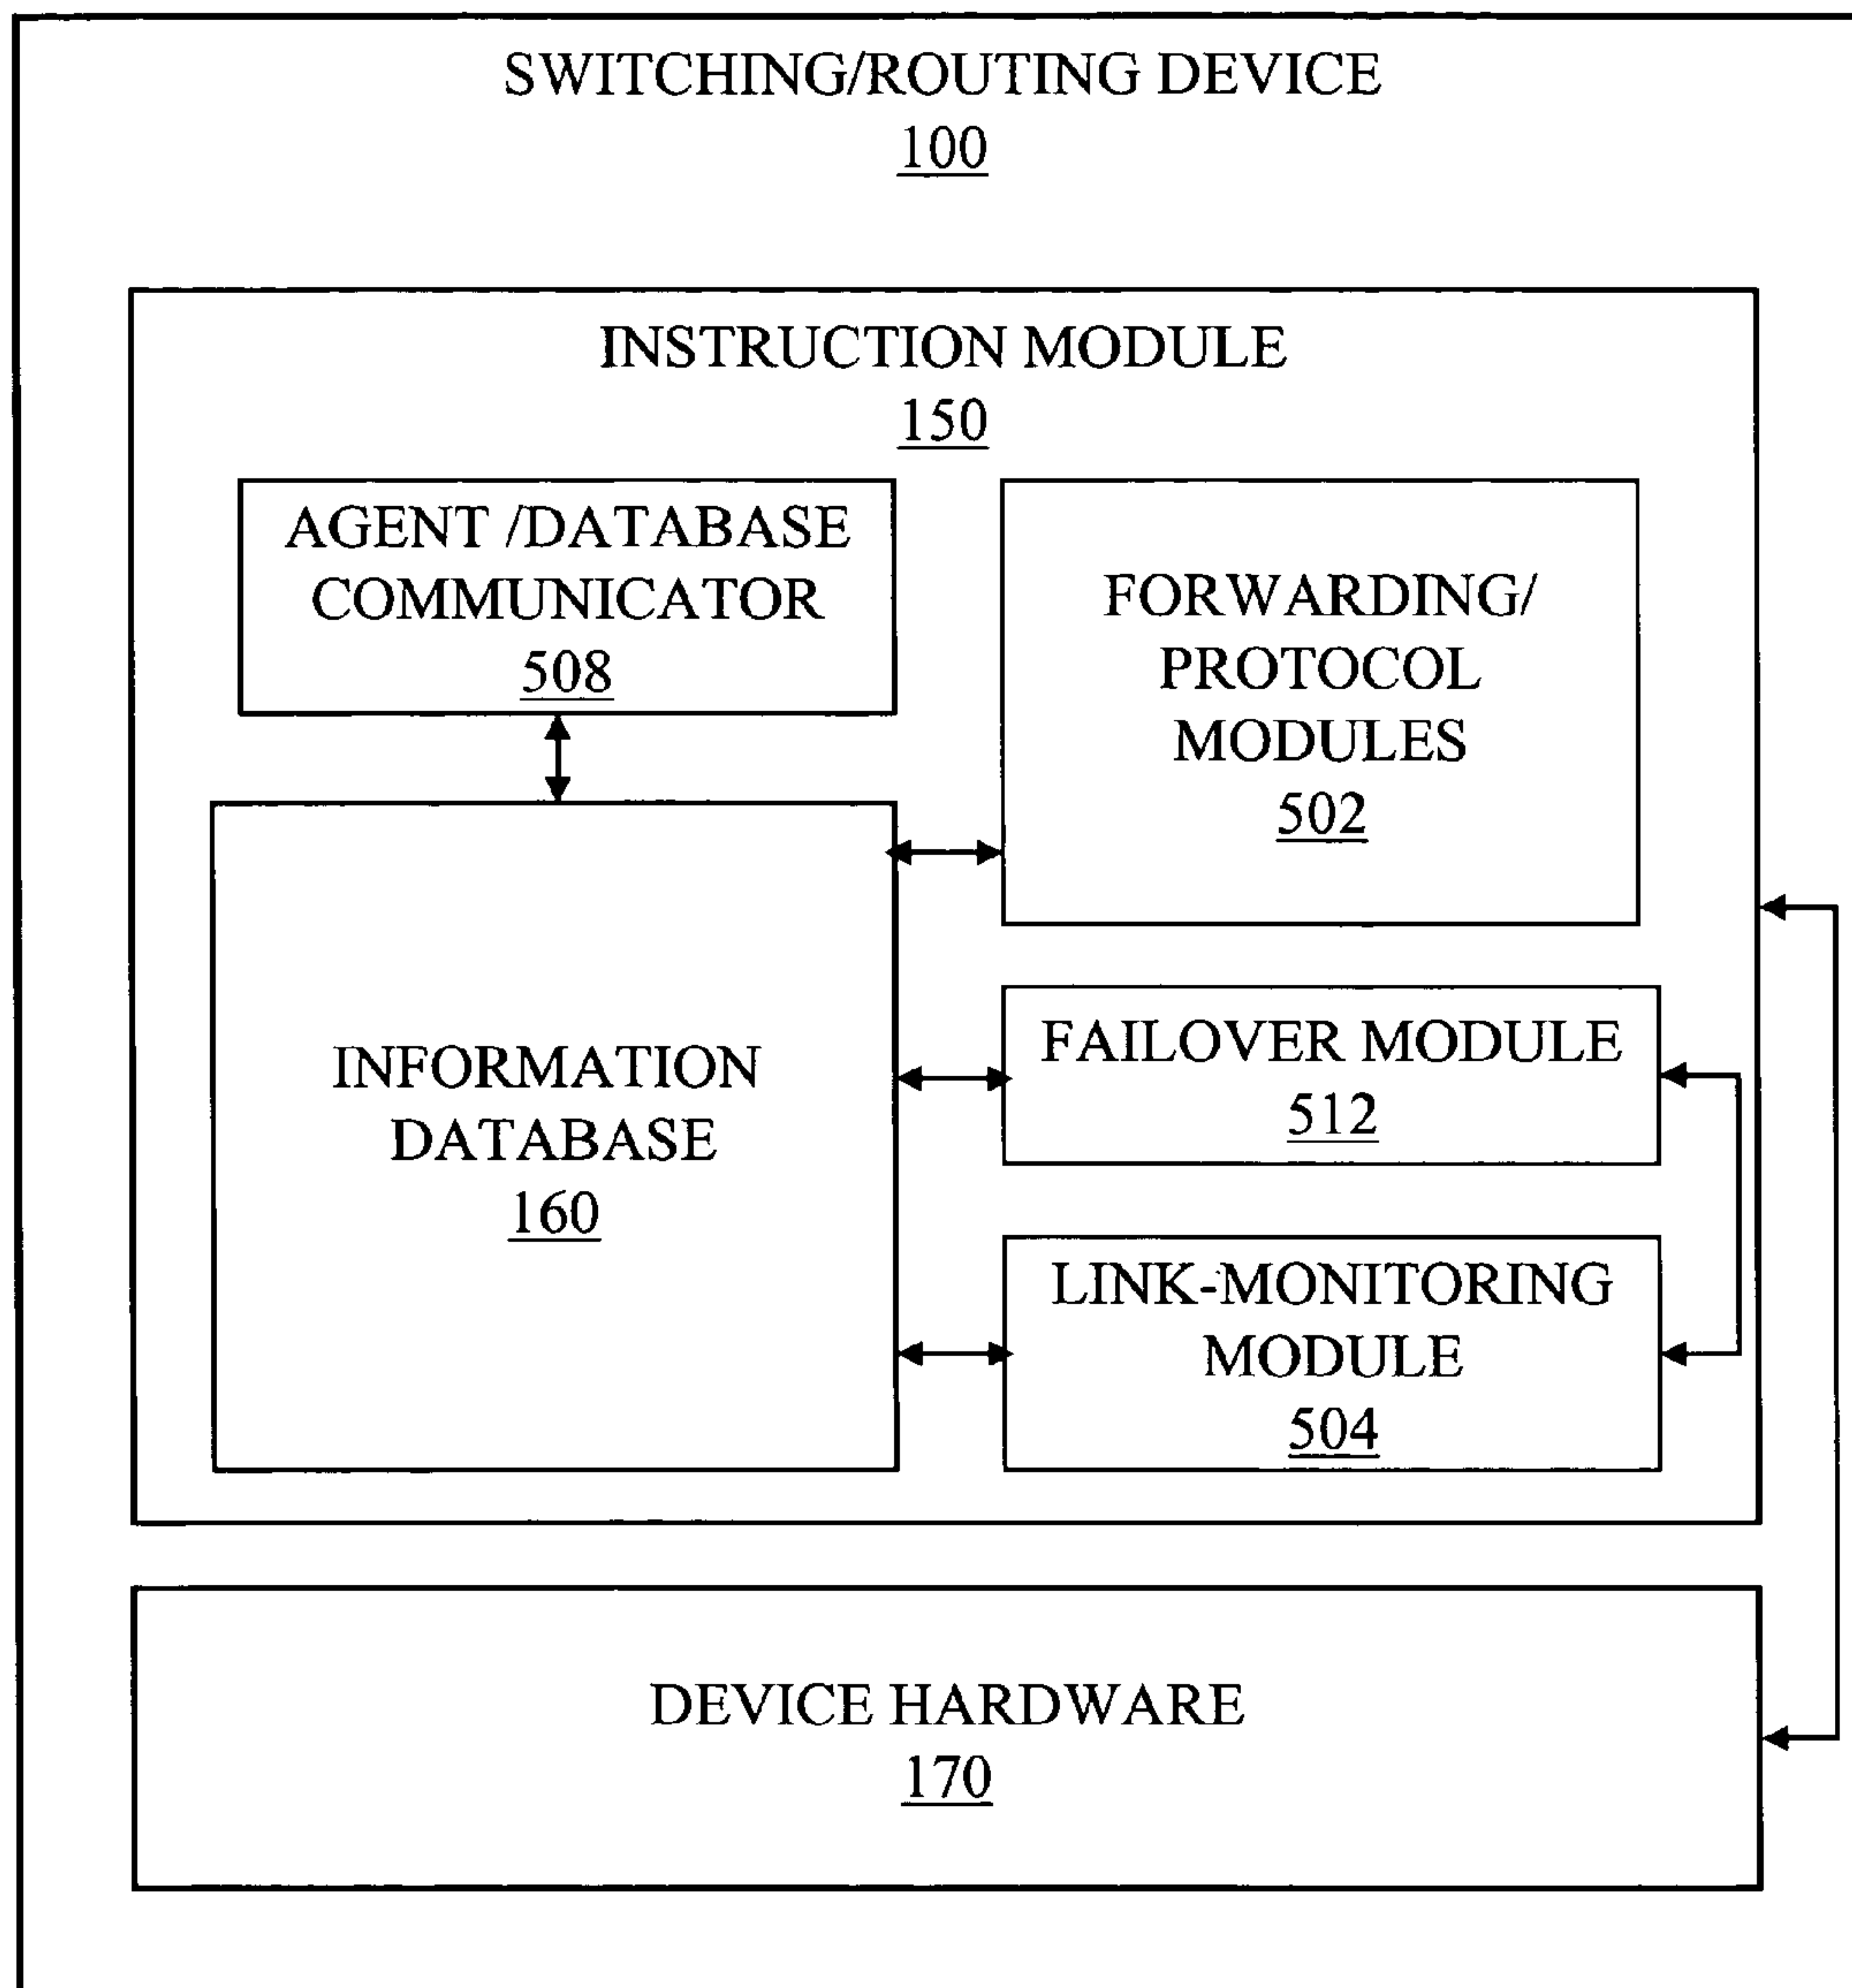 SWITCHING/ROUTING DEVICE
100
INSTRUCTION MODULE
150
AGENT /DATABASE
COMMUNICATOR
508
FORWARDING/
PROTOCOL
MODULES
502
INFORMATION
DATABASE
160
FAILOVER MODULE
512
LINK-MONITORING
MODULE
504
DEVICE HARDWARE
170